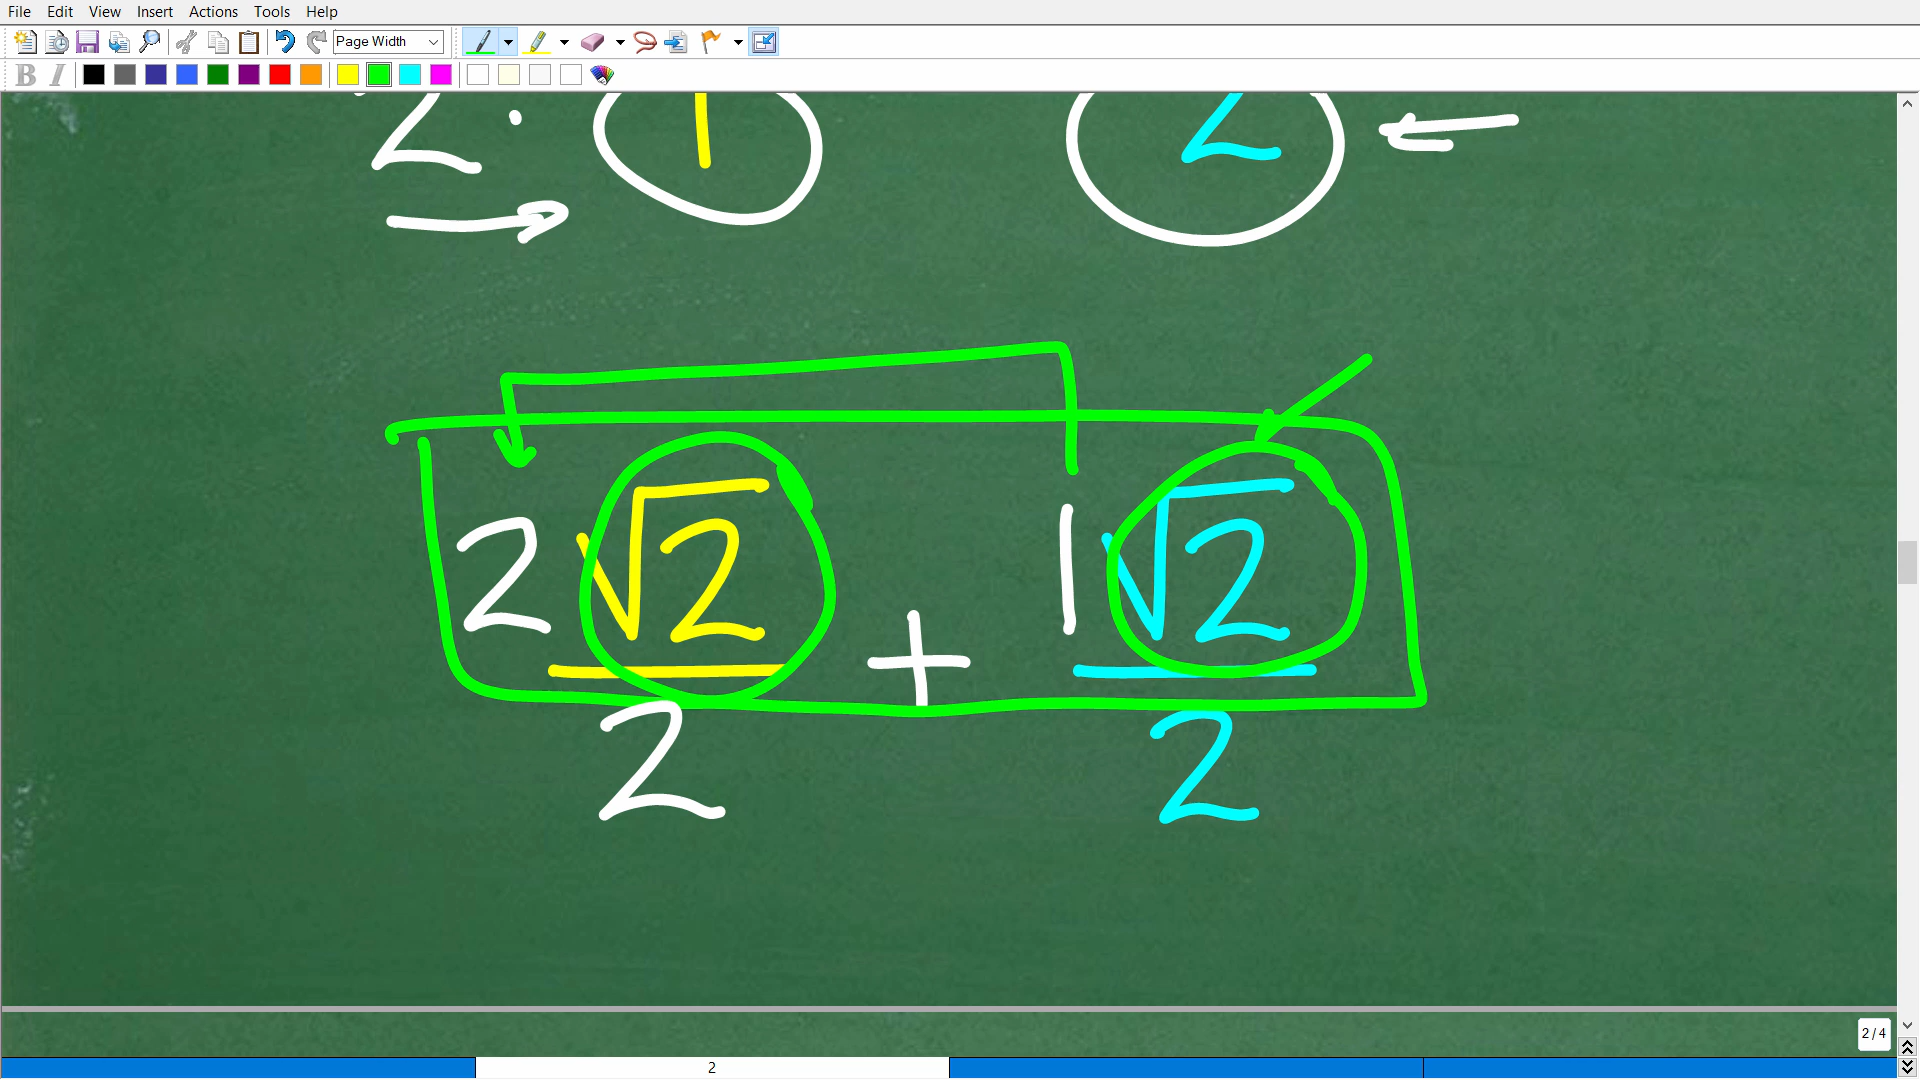 File Edit View Insert Actions Tools Help
Page Width
B I
2 · 1 2
2√2 + 1√2
2 2
2 / 4
2